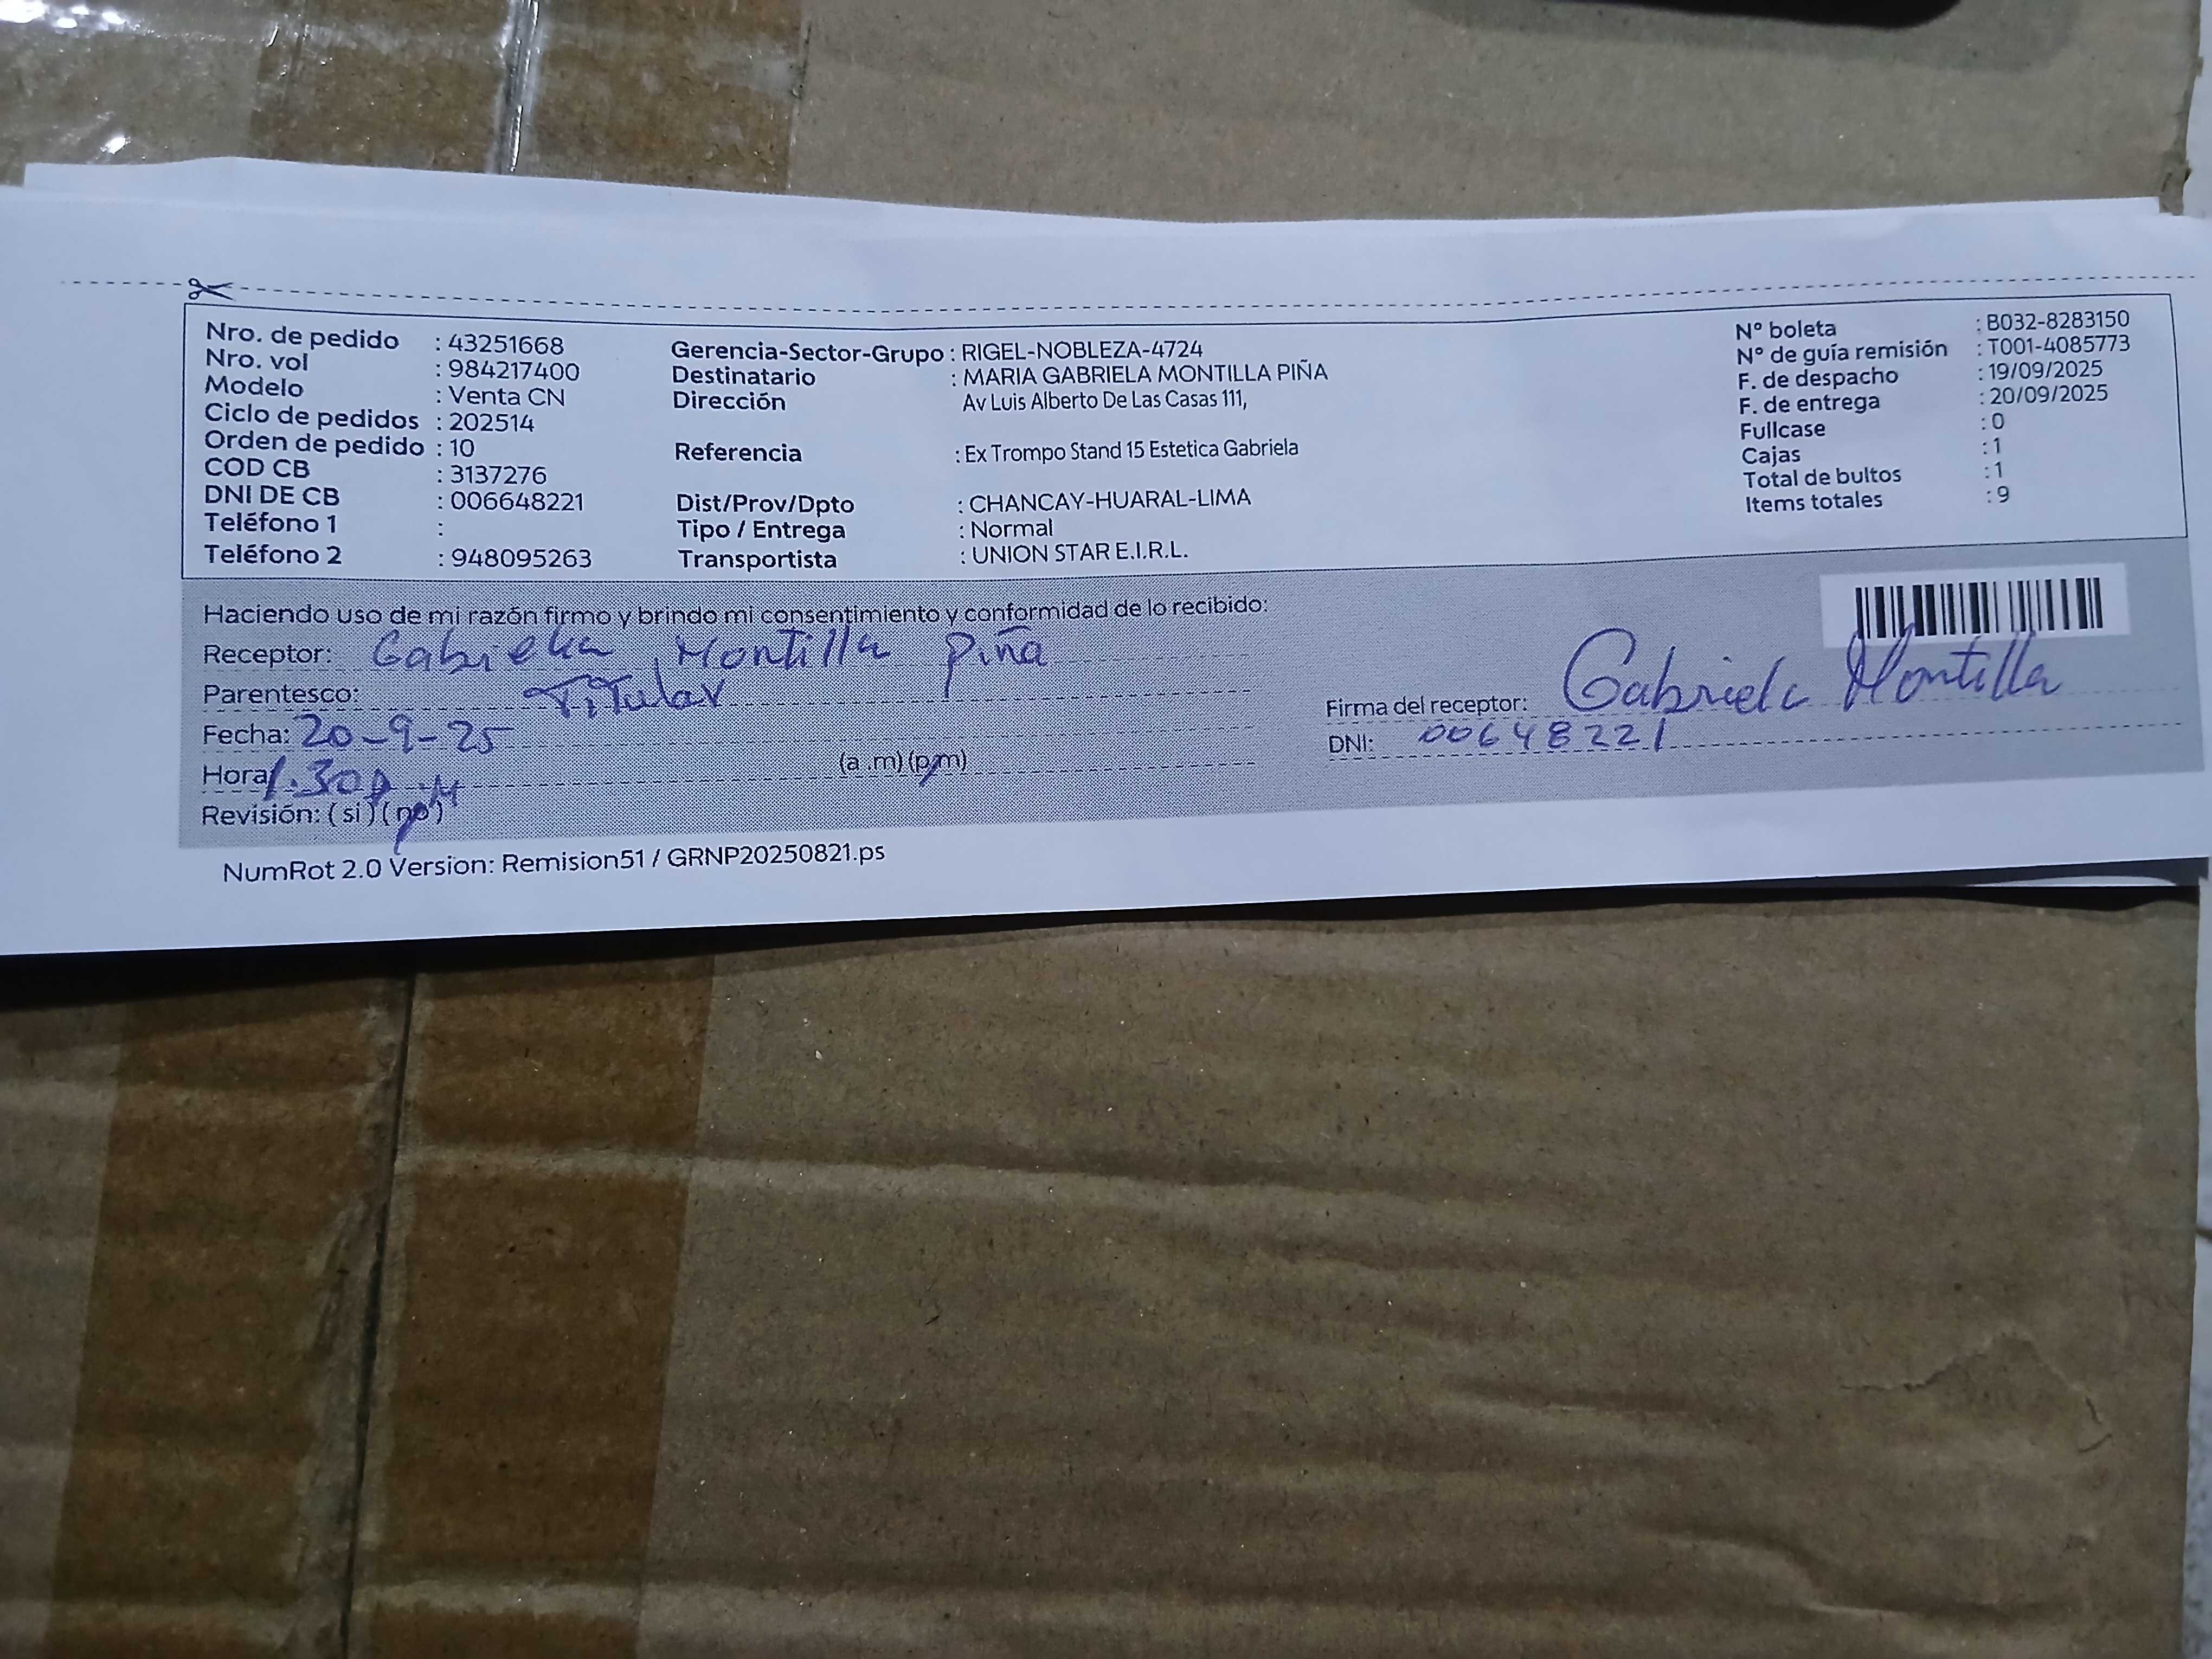 Nro. de pedido : 43251668
Nro. vol : 984217400
Modelo : Venta CN
Ciclo de pedidos : 202514
Orden de pedido : 10
COD CB : 3137276
DNI DE CB : 006648221
Teléfono 1 :
Teléfono 2 : 948095263
Gerencia-Sector-Grupo : RIGEL-NOBLEZA-4724
Destinatario : MARIA GABRIELA MONTILLA PIÑA
Dirección Av Luis Alberto De Las Casas 111,
Referencia : Ex Trompo Stand 15 Estetica Gabriela
Dist/Prov/Dpto : CHANCAY-HUARAL-LIMA
Tipo / Entrega : Normal
Transportista : UNION STAR E.I.R.L.
N° boleta : B032-8283150
N° de guía remisión : T001-4085773
F. de despacho : 19/09/2025
F. de entrega : 20/09/2025
Fullcase : 0
Cajas : 1
Total de bultos : 1
Items totales : 9
Haciendo uso de mi razón firmo y brindo mi consentimiento y conformidad de lo recibido:
Receptor: Gabriela Montilla Piña
Parentesco: Titular
Fecha: 20-9-25
Hora 1.30 pM (a .m) (p.m)
Revisión: ( si ) ( no )
Firma del receptor: Gabriela Montilla
DNI: 00648221
NumRot 2.0 Version: Remision51 / GRNP20250821.ps